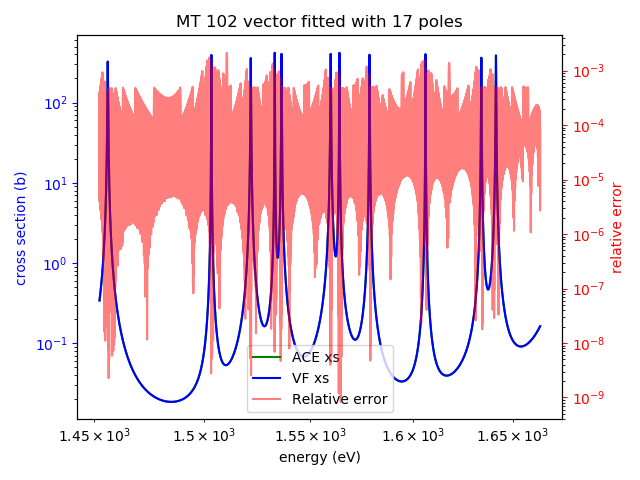 MT 102 vector fitted with 17 poles
cross section (b)
10²
10¹
10⁰
10⁻¹
10⁻³
10⁻⁴
10⁻⁵
10⁻⁶
10⁻⁷
10⁻⁸
10⁻⁹
relative error
ACE xs
VF xs
Relative error
1.45×10³ 1.5×10³ 1.55×10³ 1.6×10³ 1.65×10³
energy (eV)